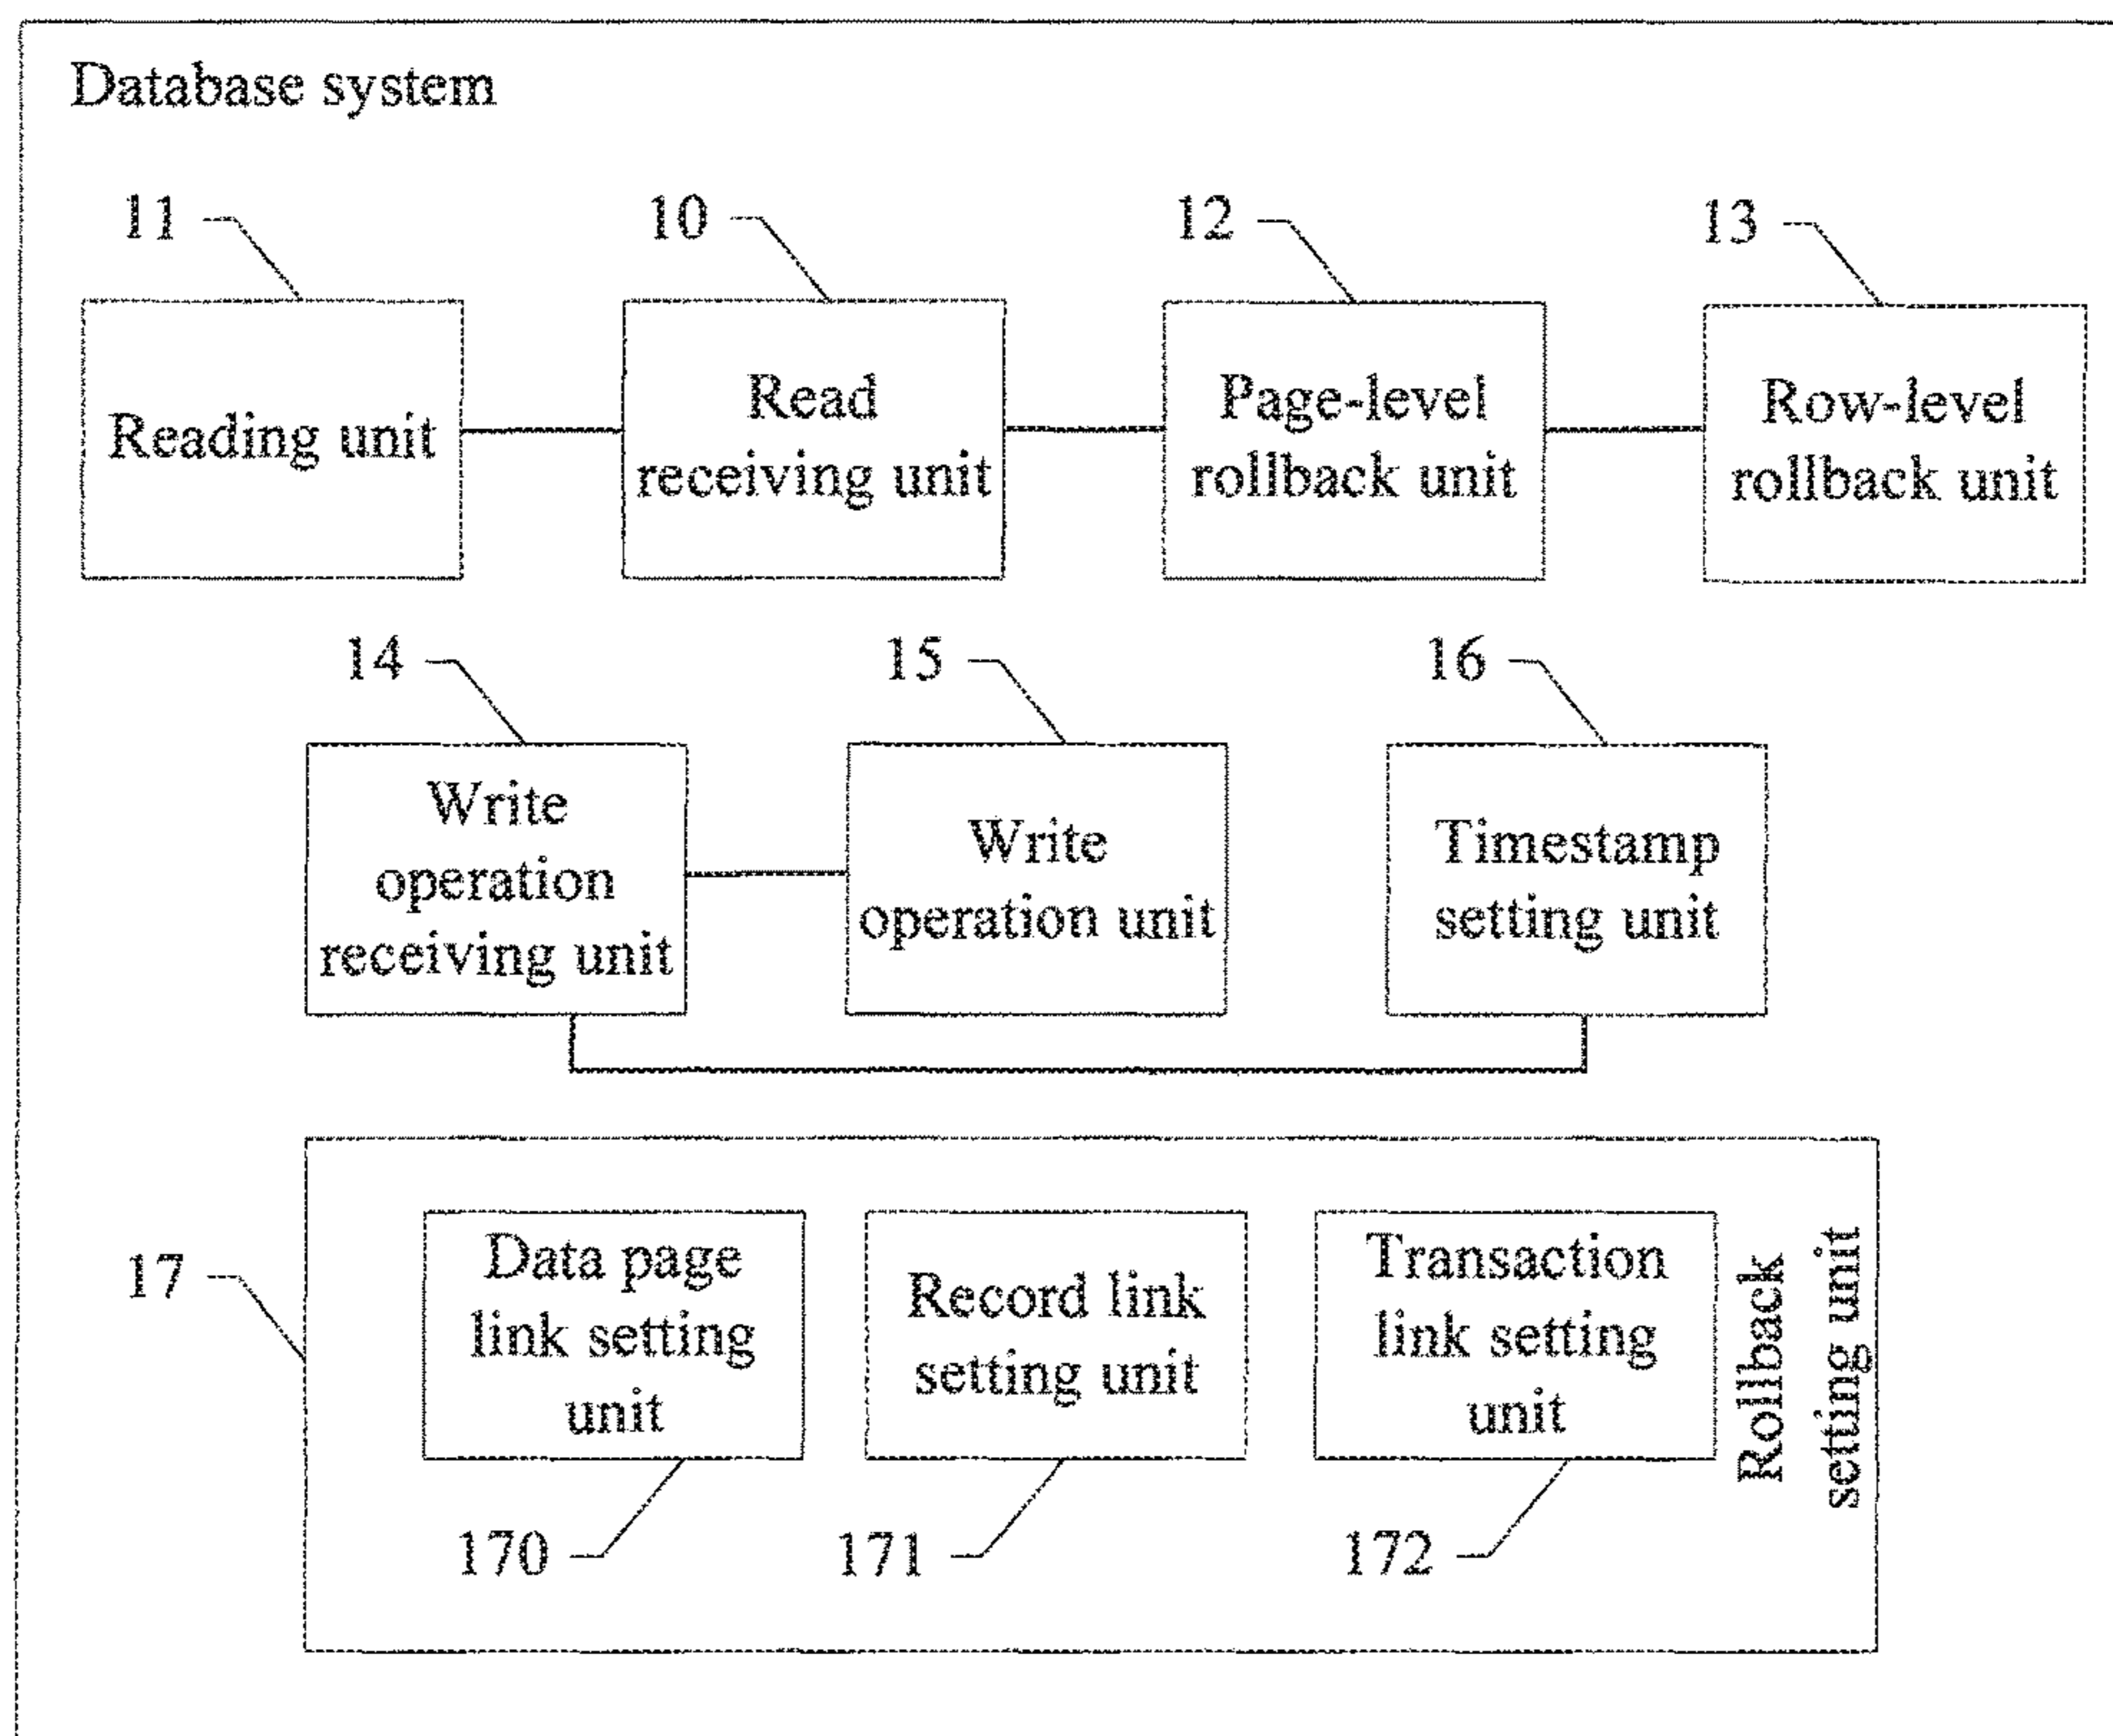 Database system
11
10
12
13
Reading unit
Read
receiving unit
Page-level
rollback unit
Row-level
rollback unit
14
15
16
Write
operation
receiving unit
Write
operation unit
Timestamp
setting unit
17
Data page
link setting
unit
Record link
setting unit
Transaction
link setting
unit
Rollback
setting unit
170
171
172